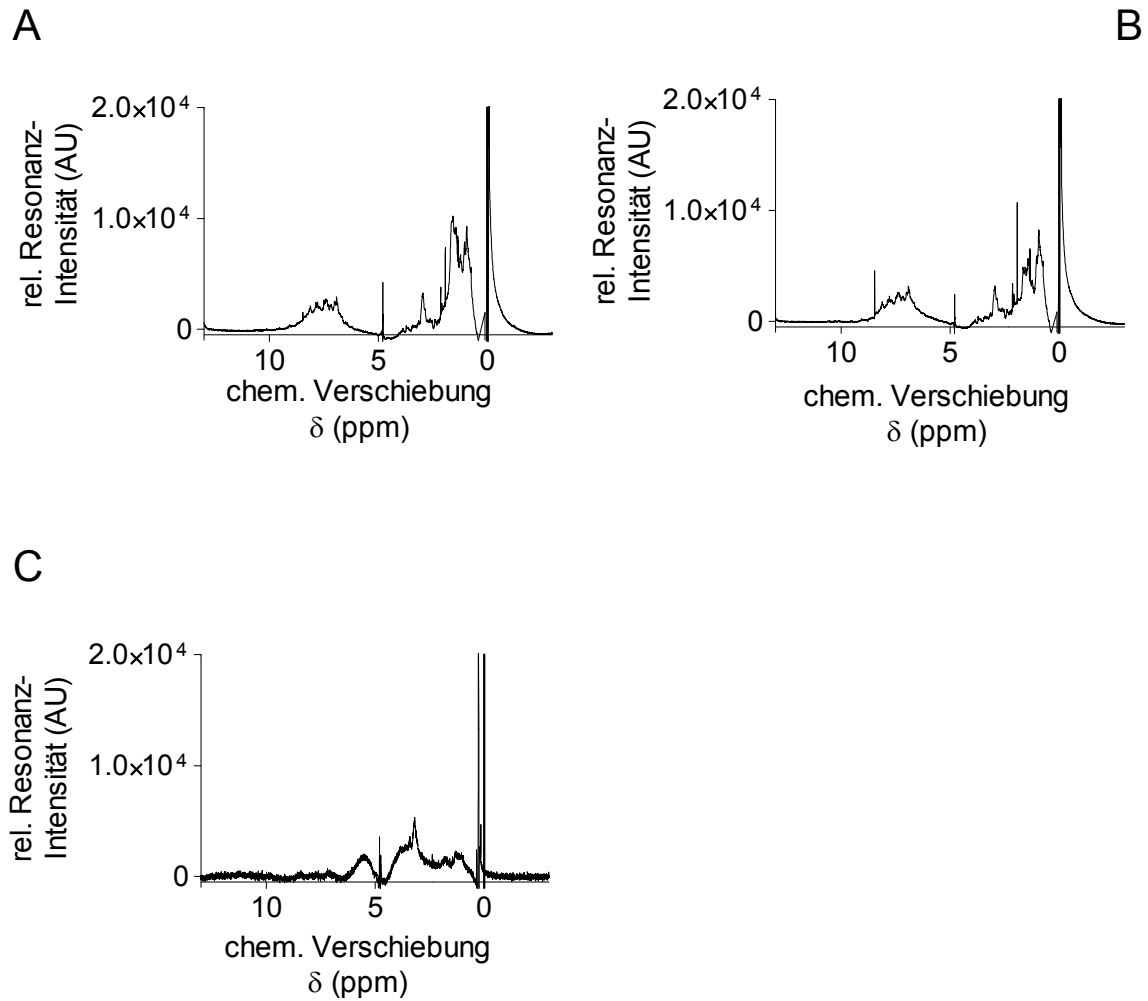 A
B
rel. Resonanz-
Intensität (AU)
2.0×10⁴
1.0×10⁴
0
10
5
0
chem. Verschiebung
δ (ppm)
rel. Resonanz-
Intensität (AU)
2.0×10⁴
1.0×10⁴
0
10
5
0
chem. Verschiebung
δ (ppm)
C
rel. Resonanz-
Intensität (AU)
2.0×10⁴
1.0×10⁴
0
10
5
0
chem. Verschiebung
δ (ppm)